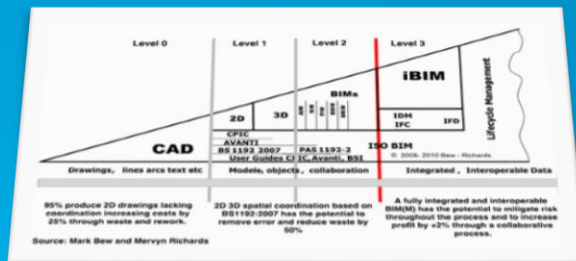 Level 0 Level 1 Level 2 Level 3
iBIM
BIMs
2D 3D
IDM
IFC IFD
Lifecycle Management
CPIC
AVANTI
CAD BS 1192 2007 PAS 1192-2 ISO BIM
User Guides CPIC, Avanti, BSI © 2008/2010 Bew - Richards
Drawings, lines arcs text etc Models, objects, collaboration Integrated, Interoperable Data
95% produce 2D drawings lacking
coordination increasing costs by
25% through waste and rework.
2D 3D spatial coordination based on
BS1192:2007 has the potential to
remove error and reduce waste by
50%
A fully integrated and interoperable
BIM(M) has the potential to mitigate risk
throughout the process and to increase
profit by +2% through a collaborative
process.
Source: Mark Bew and Mervyn Richards